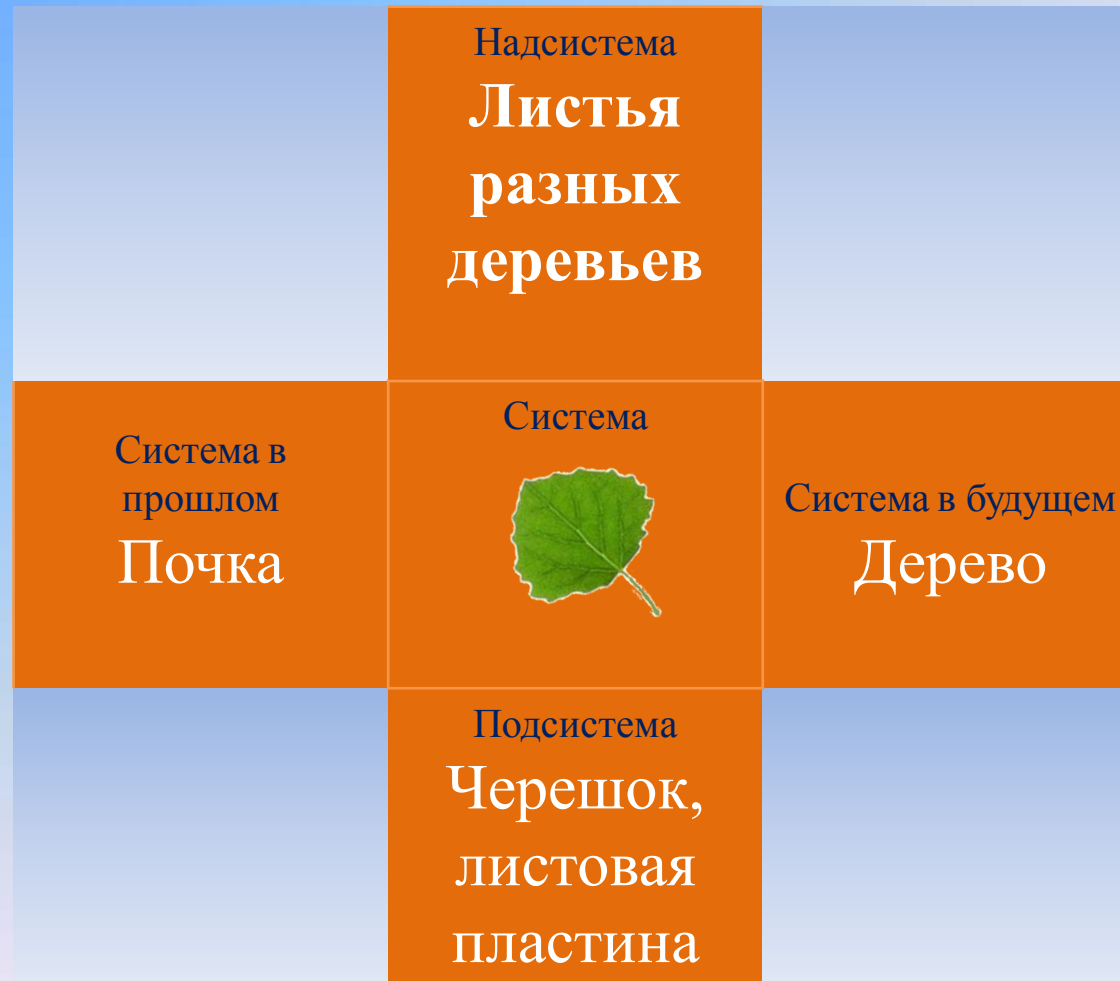 Надсистема
Листья
разных
деревьев
Система в
прошлом
Почка
Система
Система в будущем
Дерево
Подсистема
Черешок,
листовая
пластина